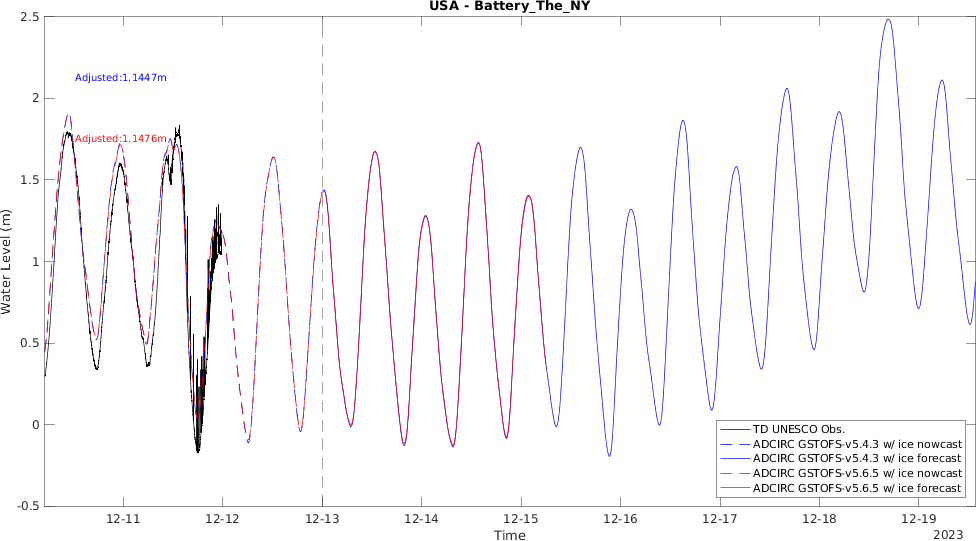 USA - Battery_The_NY
2.5
2
1.5
1
0.5
0
-0.5
Water Level (m)
Adjusted:1.1447m
Adjusted:1.1476m
TD UNESCO Obs.
ADCIRC GSTOFS-v5.4.3 w/ ice nowcast
ADCIRC GSTOFS-v5.4.3 w/ ice forecast
ADCIRC GSTOFS-v5.6.5 w/ ice nowcast
ADCIRC GSTOFS-v5.6.5 w/ ice forecast
12-11 12-12 12-13 12-14 12-15 12-16 12-17 12-18 12-19
Time
2023